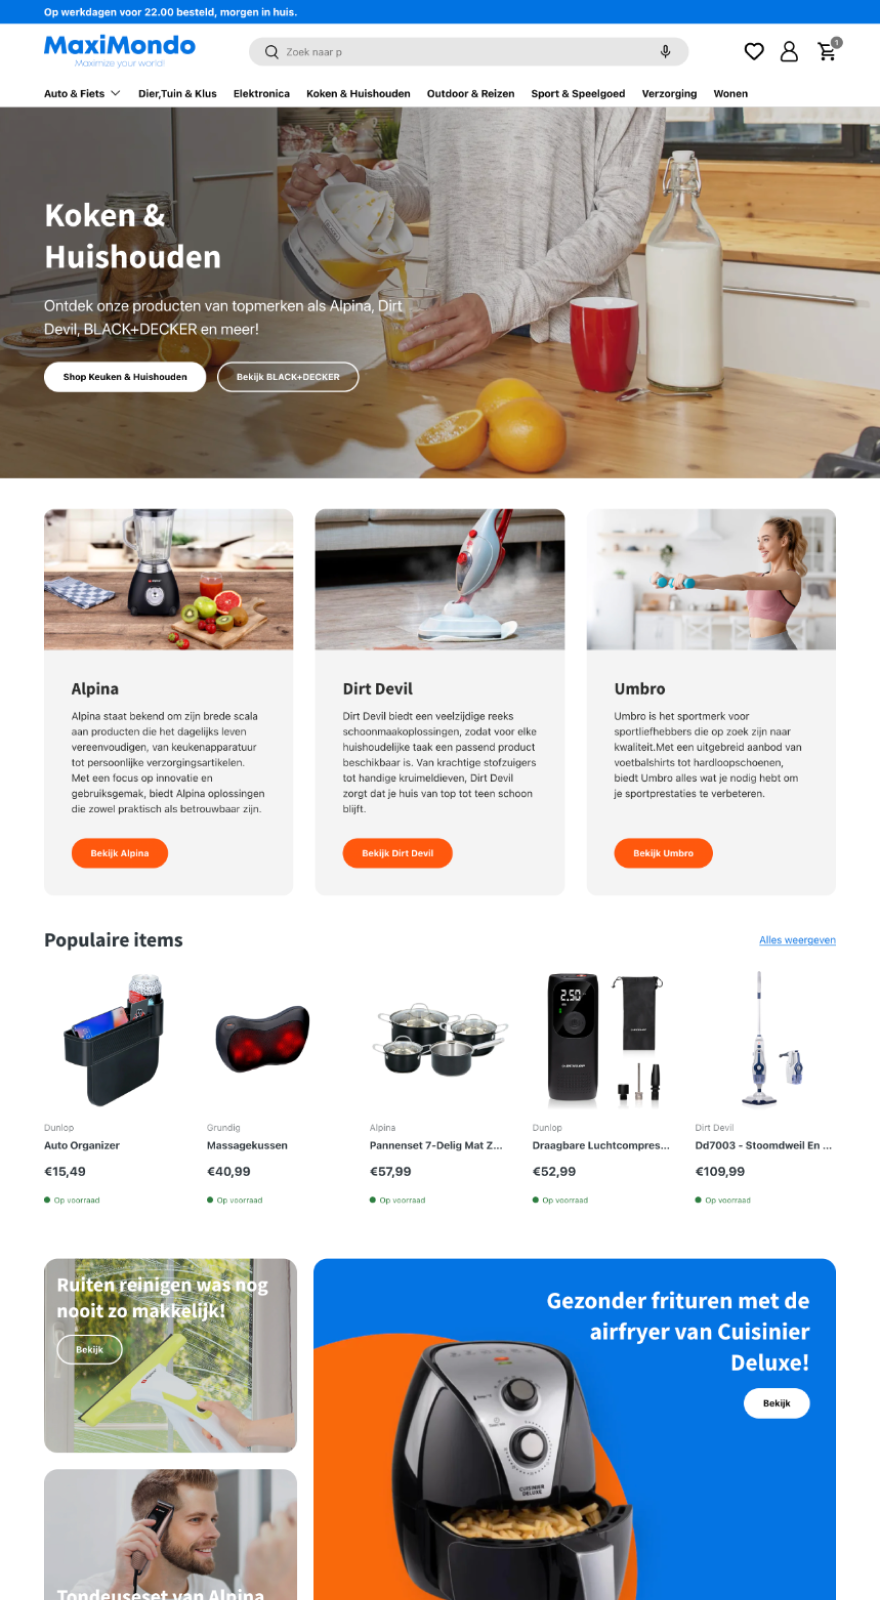 Op werkdagen voor 22.00 besteld, morgen in huis.
MaxiMondo
Maximize your world!
Zoek naar p
1
Auto & Fiets
Dier,Tuin & Klus
Elektronica
Koken & Huishouden
Outdoor & Reizen
Sport & Speelgoed
Verzorging
Wonen
Koken &
Huishouden
Ontdek onze producten van topmerken als Alpina, Dirt
Devil, BLACK+DECKER en meer!
Shop Keuken & Huishouden
Bekijk BLACK+DECKER
Alpina
Alpina staat bekend om zijn brede scala
aan producten die het dagelijks leven
vereenvoudigen, van keukenapparatuur
tot persoonlijke verzorgingsartikelen.
Met een focus op innovatie en
gebruiksgemak, biedt Alpina oplossingen
die zowel praktisch als betrouwbaar zijn.
Bekijk Alpina
Dirt Devil
Dirt Devil biedt een veelzijdige reeks
schoonmaakoplossingen, zodat voor elke
huishoudelijke taak een passend product
beschikbaar is. Van krachtige stofzuigers
tot handige kruimeldieven, Dirt Devil
zorgt dat je huis van top tot teen schoon
blijft.
Bekijk Dirt Devil
Umbro
Umbro is het sportmerk voor
sportliefhebbers die op zoek zijn naar
kwaliteit.Met een uitgebreid aanbod van
voetbalshirts tot hardloopschoenen,
biedt Umbro alles wat je nodig hebt om
je sportprestaties te verbeteren.
Bekijk Umbro
Populaire items
Alles weergeven
2.50
DUNLOP
Dunlop
Auto Organizer
€15,49
Op voorraad
Grundig
Massagekussen
€40,99
Op voorraad
Alpina
Pannenset 7-Delig Mat Z...
€57,99
Op voorraad
Dunlop
Draagbare Luchtcompres...
€52,99
Op voorraad
Dirt Devil
Dd7003 - Stoomdweil En ...
€109,99
Op voorraad
Ruiten reinigen was nog
nooit zo makkelijk!
Bekijk
Tondeuseset van Alpina
Gezonder frituren met de
airfryer van Cuisinier
Deluxe!
Bekijk
CUISINIER
DELUXE